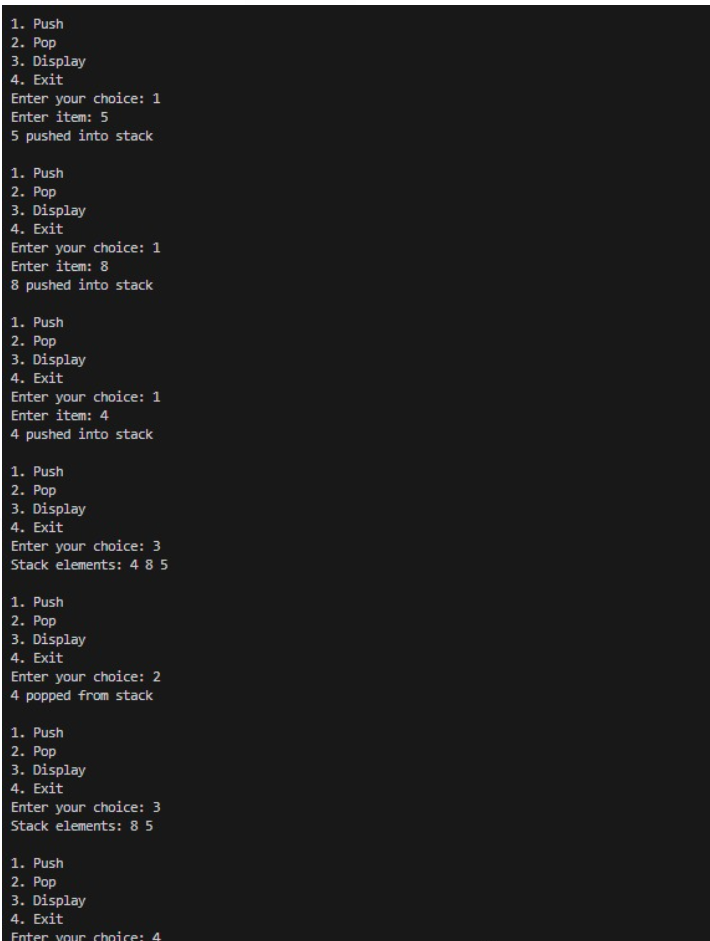 1. Push
2. Pop
3. Display
4. Exit
Enter your choice: 1
Enter item: 5
5 pushed into stack
1. Push
2. Pop
3. Display
4. Exit
Enter your choice: 1
Enter item: 8
8 pushed into stack
1. Push
2. Pop
3. Display
4. Exit
Enter your choice: 1
Enter item: 4
4 pushed into stack
1. Push
2. Pop
3. Display
4. Exit
Enter your choice: 3
Stack elements: 4 8 5
1. Push
2. Pop
3. Display
4. Exit
Enter your choice: 2
4 popped from stack
1. Push
2. Pop
3. Display
4. Exit
Enter your choice: 3
Stack elements: 8 5
1. Push
2. Pop
3. Display
4. Exit
Enter your choice: 4